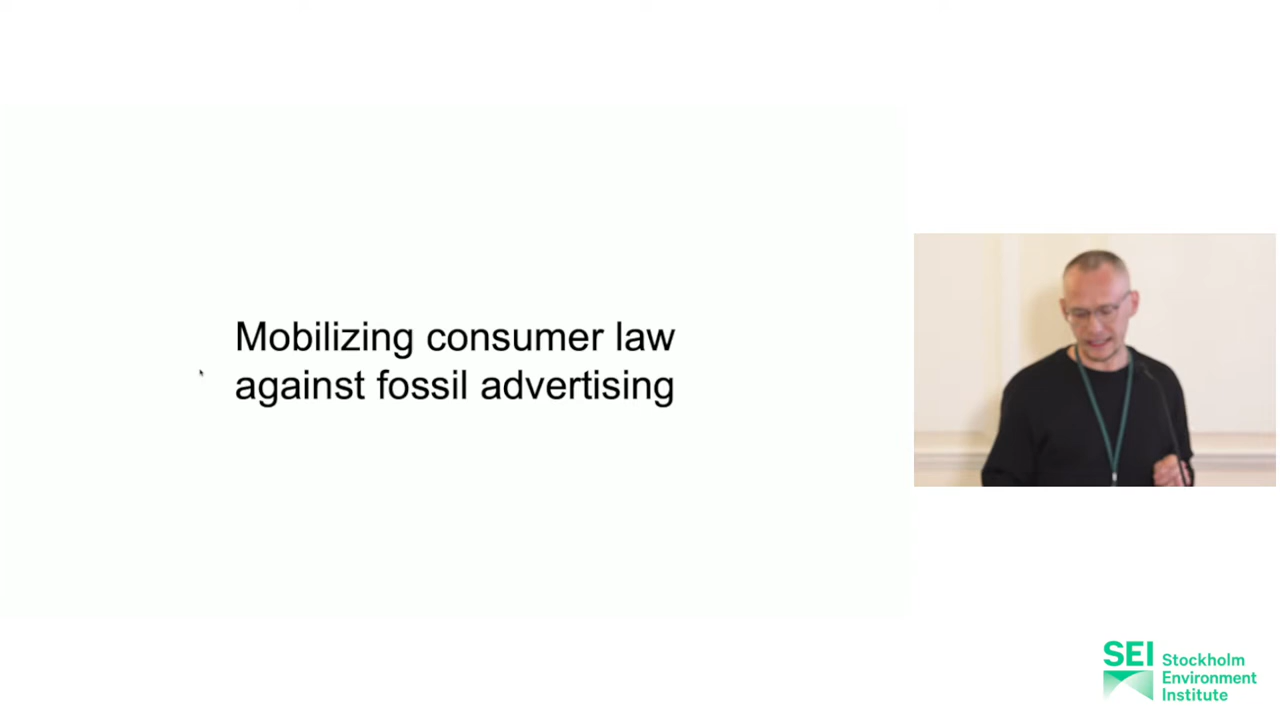 Mobilizing consumer law
against fossil advertising
SEI Stockholm
Environment
Institute